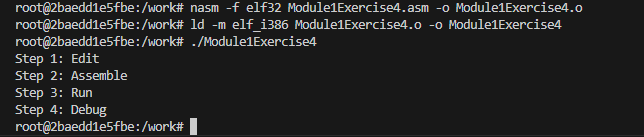 root@2baedd1e5fbe:/work# nasm -f elf32 Module1Exercise4.asm -o Module1Exercise4.o
root@2baedd1e5fbe:/work# ld -m elf_i386 Module1Exercise4.o -o Module1Exercise4
root@2baedd1e5fbe:/work# ./Module1Exercise4
Step 1: Edit
Step 2: Assemble
Step 3: Run
Step 4: Debug
root@2baedd1e5fbe:/work#